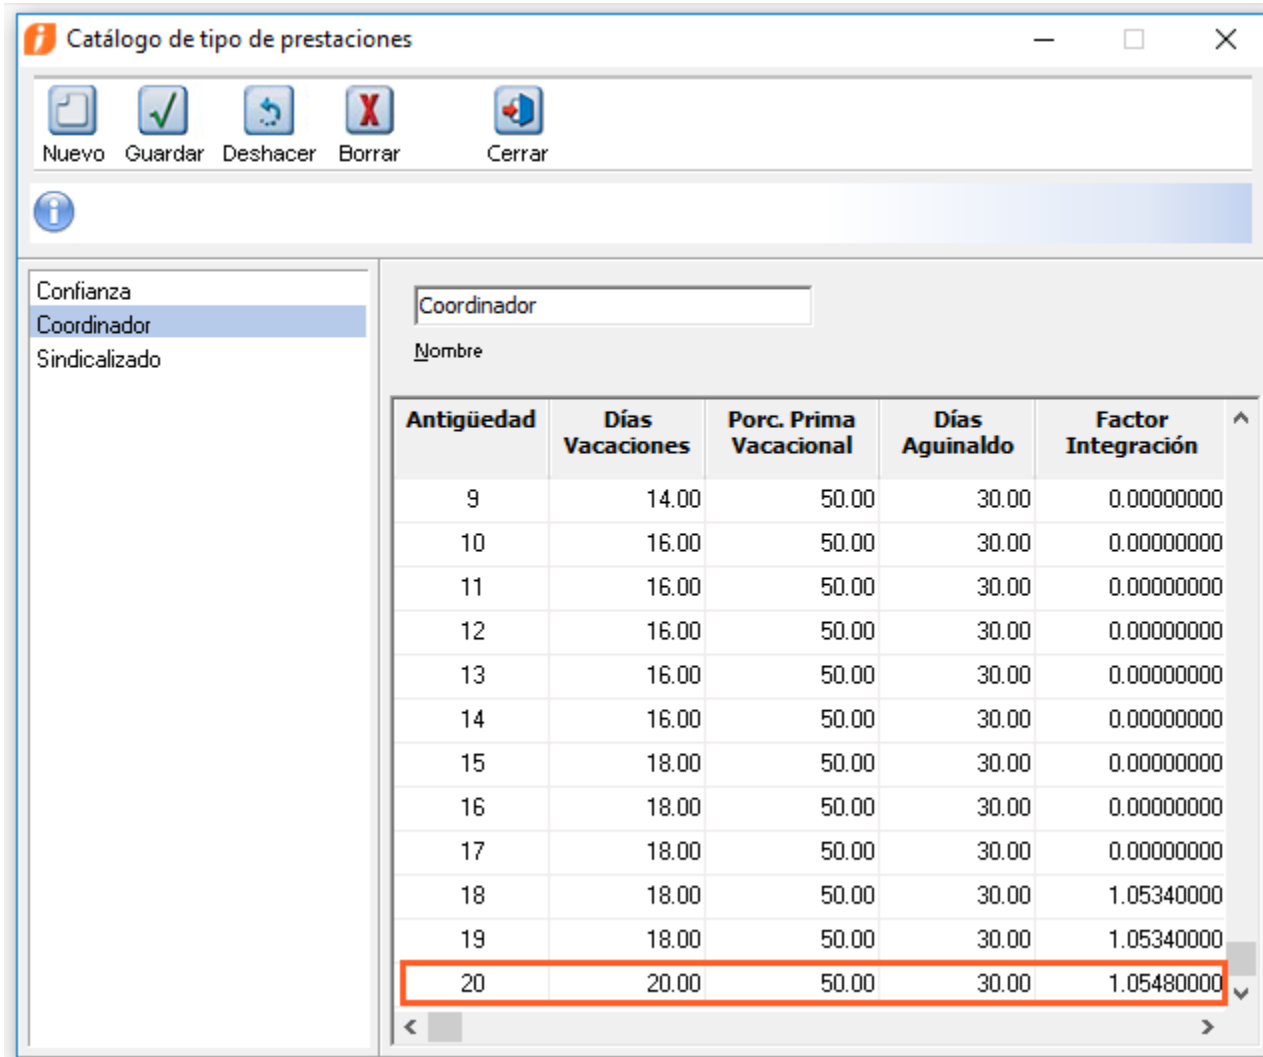 Catálogo de tipo de prestaciones
Nuevo Guardar Deshacer Borrar Cerrar
Confianza
Coordinador
Sindicalizado
Coordinador
Nombre
Antigüedad Días Vacaciones Porc. Prima Vacacional Días Aguinaldo Factor Integración
9 14.00 50.00 30.00 0.00000000
10 16.00 50.00 30.00 0.00000000
11 16.00 50.00 30.00 0.00000000
12 16.00 50.00 30.00 0.00000000
13 16.00 50.00 30.00 0.00000000
14 16.00 50.00 30.00 0.00000000
15 18.00 50.00 30.00 0.00000000
16 18.00 50.00 30.00 0.00000000
17 18.00 50.00 30.00 0.00000000
18 18.00 50.00 30.00 1.05340000
19 18.00 50.00 30.00 1.05340000
20 20.00 50.00 30.00 1.05480000